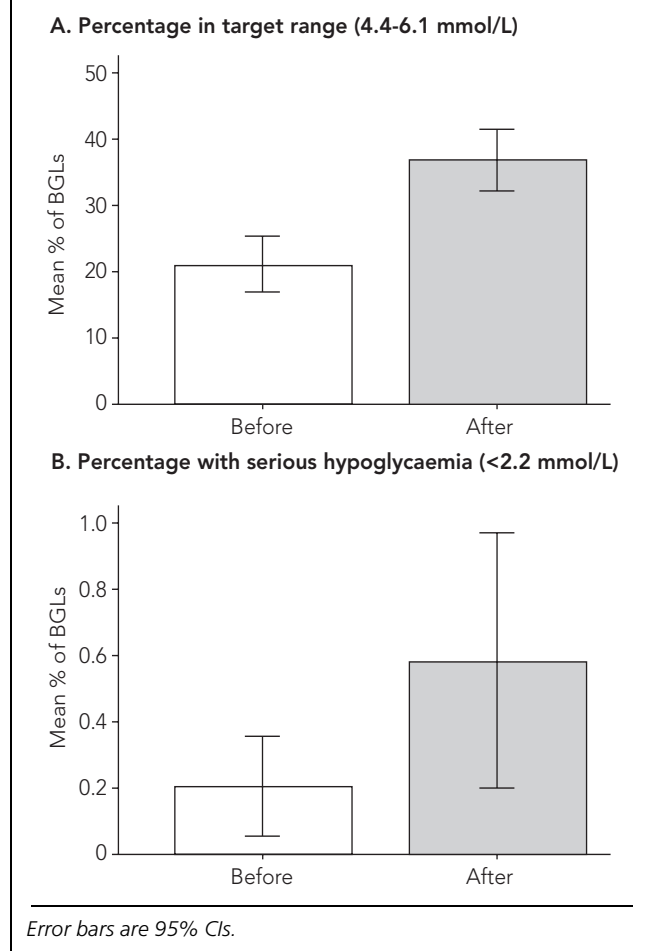 A. Percentage in target range (4.4-6.1 mmol/L)
50
40
30
20
10
0
Mean % of BGLs
Before
After
B. Percentage with serious hypoglycaemia (<2.2 mmol/L)
1.0
0.8
0.6
0.4
0.2
0
Mean % of BGLs
Before
After
Error bars are 95% CIs.